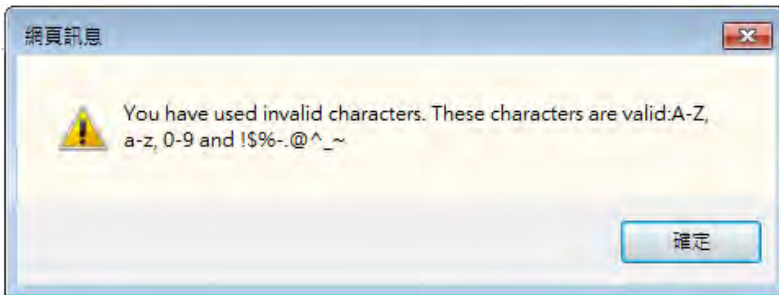 網頁訊息
You have used invalid characters. These characters are valid:A-Z,
a-z, 0-9 and !$%-.@^_~
確定